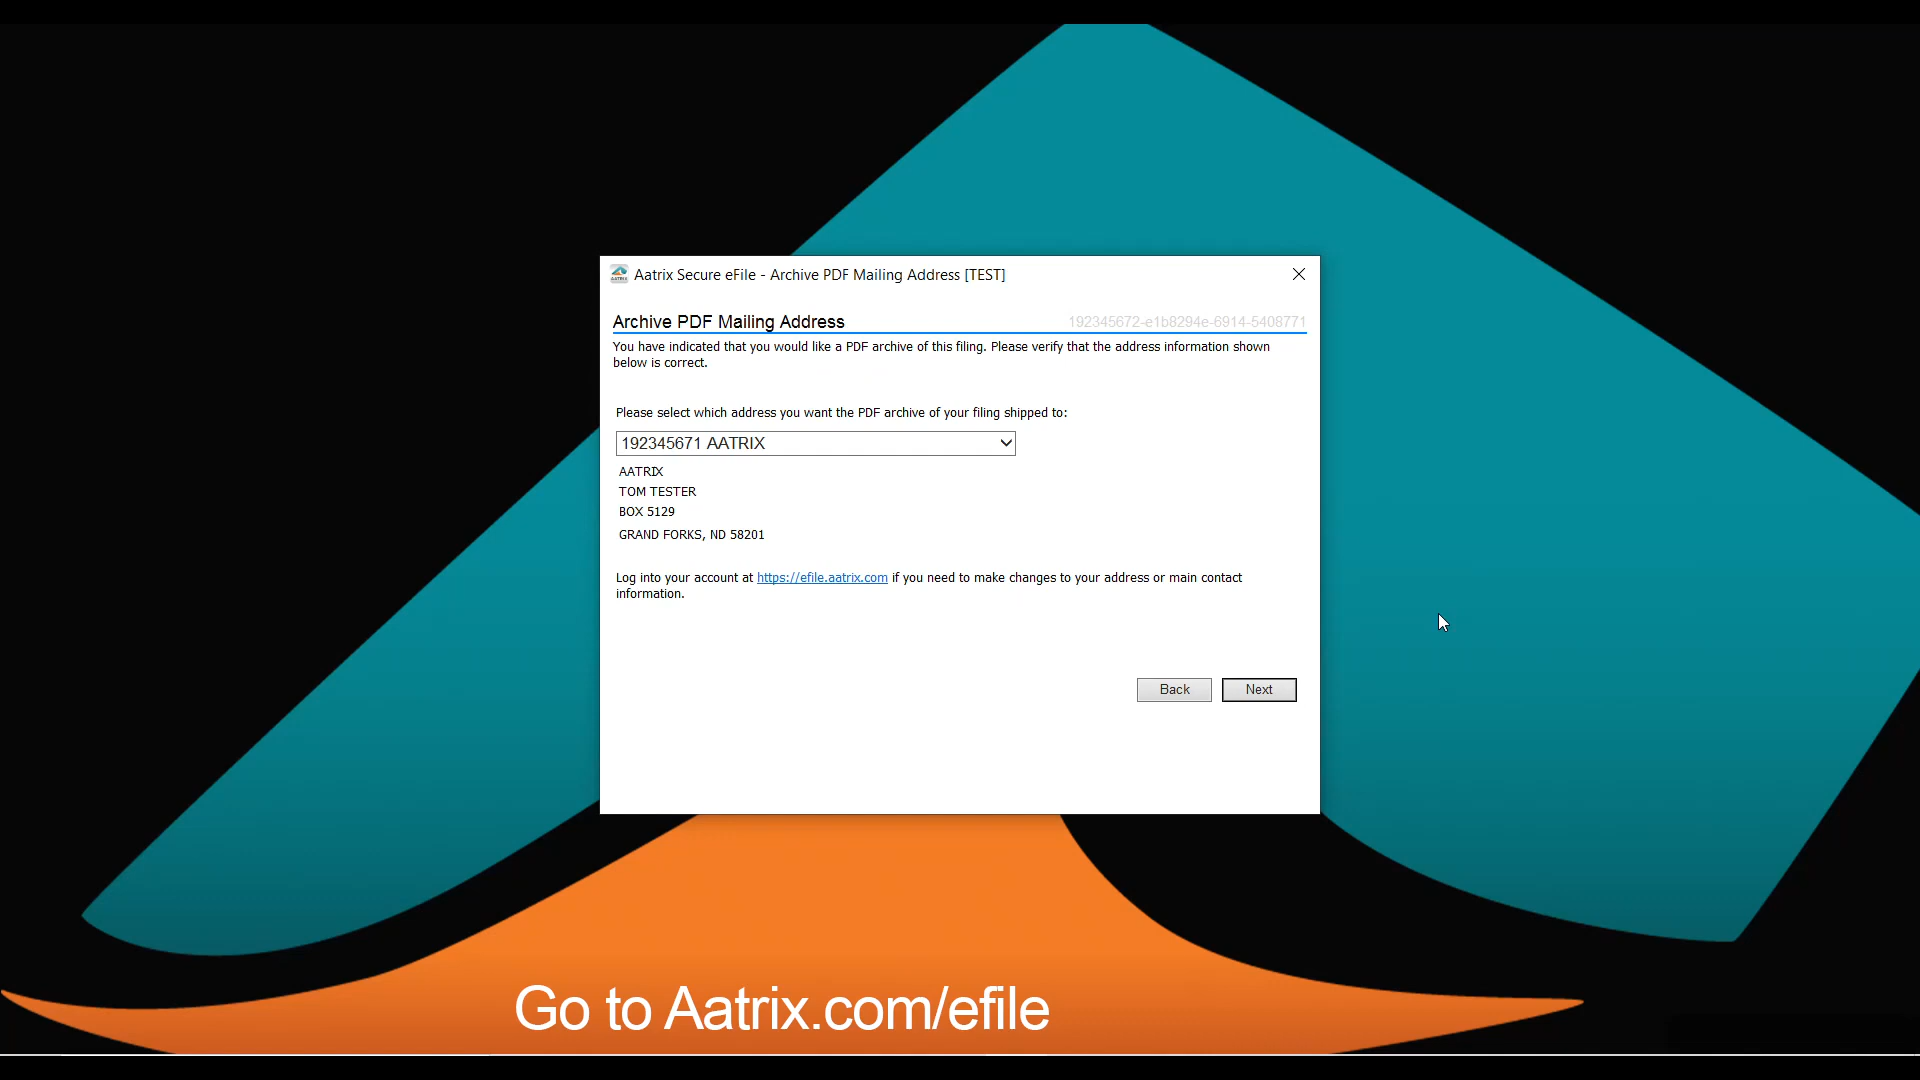 Aatrix Secure eFile - Archive PDF Mailing Address [TEST]
Archive PDF Mailing Address
192345672-e1b8294e-6914-5408771
You have indicated that you would like a PDF archive of this filing. Please verify that the address information shown
below is correct.
Please select which address you want the PDF archive of your filing shipped to:
192345671 AATRIX
AATRIX
TOM TESTER
BOX 5129
GRAND FORKS, ND 58201
Log into your account at https://efile.aatrix.com if you need to make changes to your address or main contact
information.
Back
Next
Go to Aatrix.com/efile